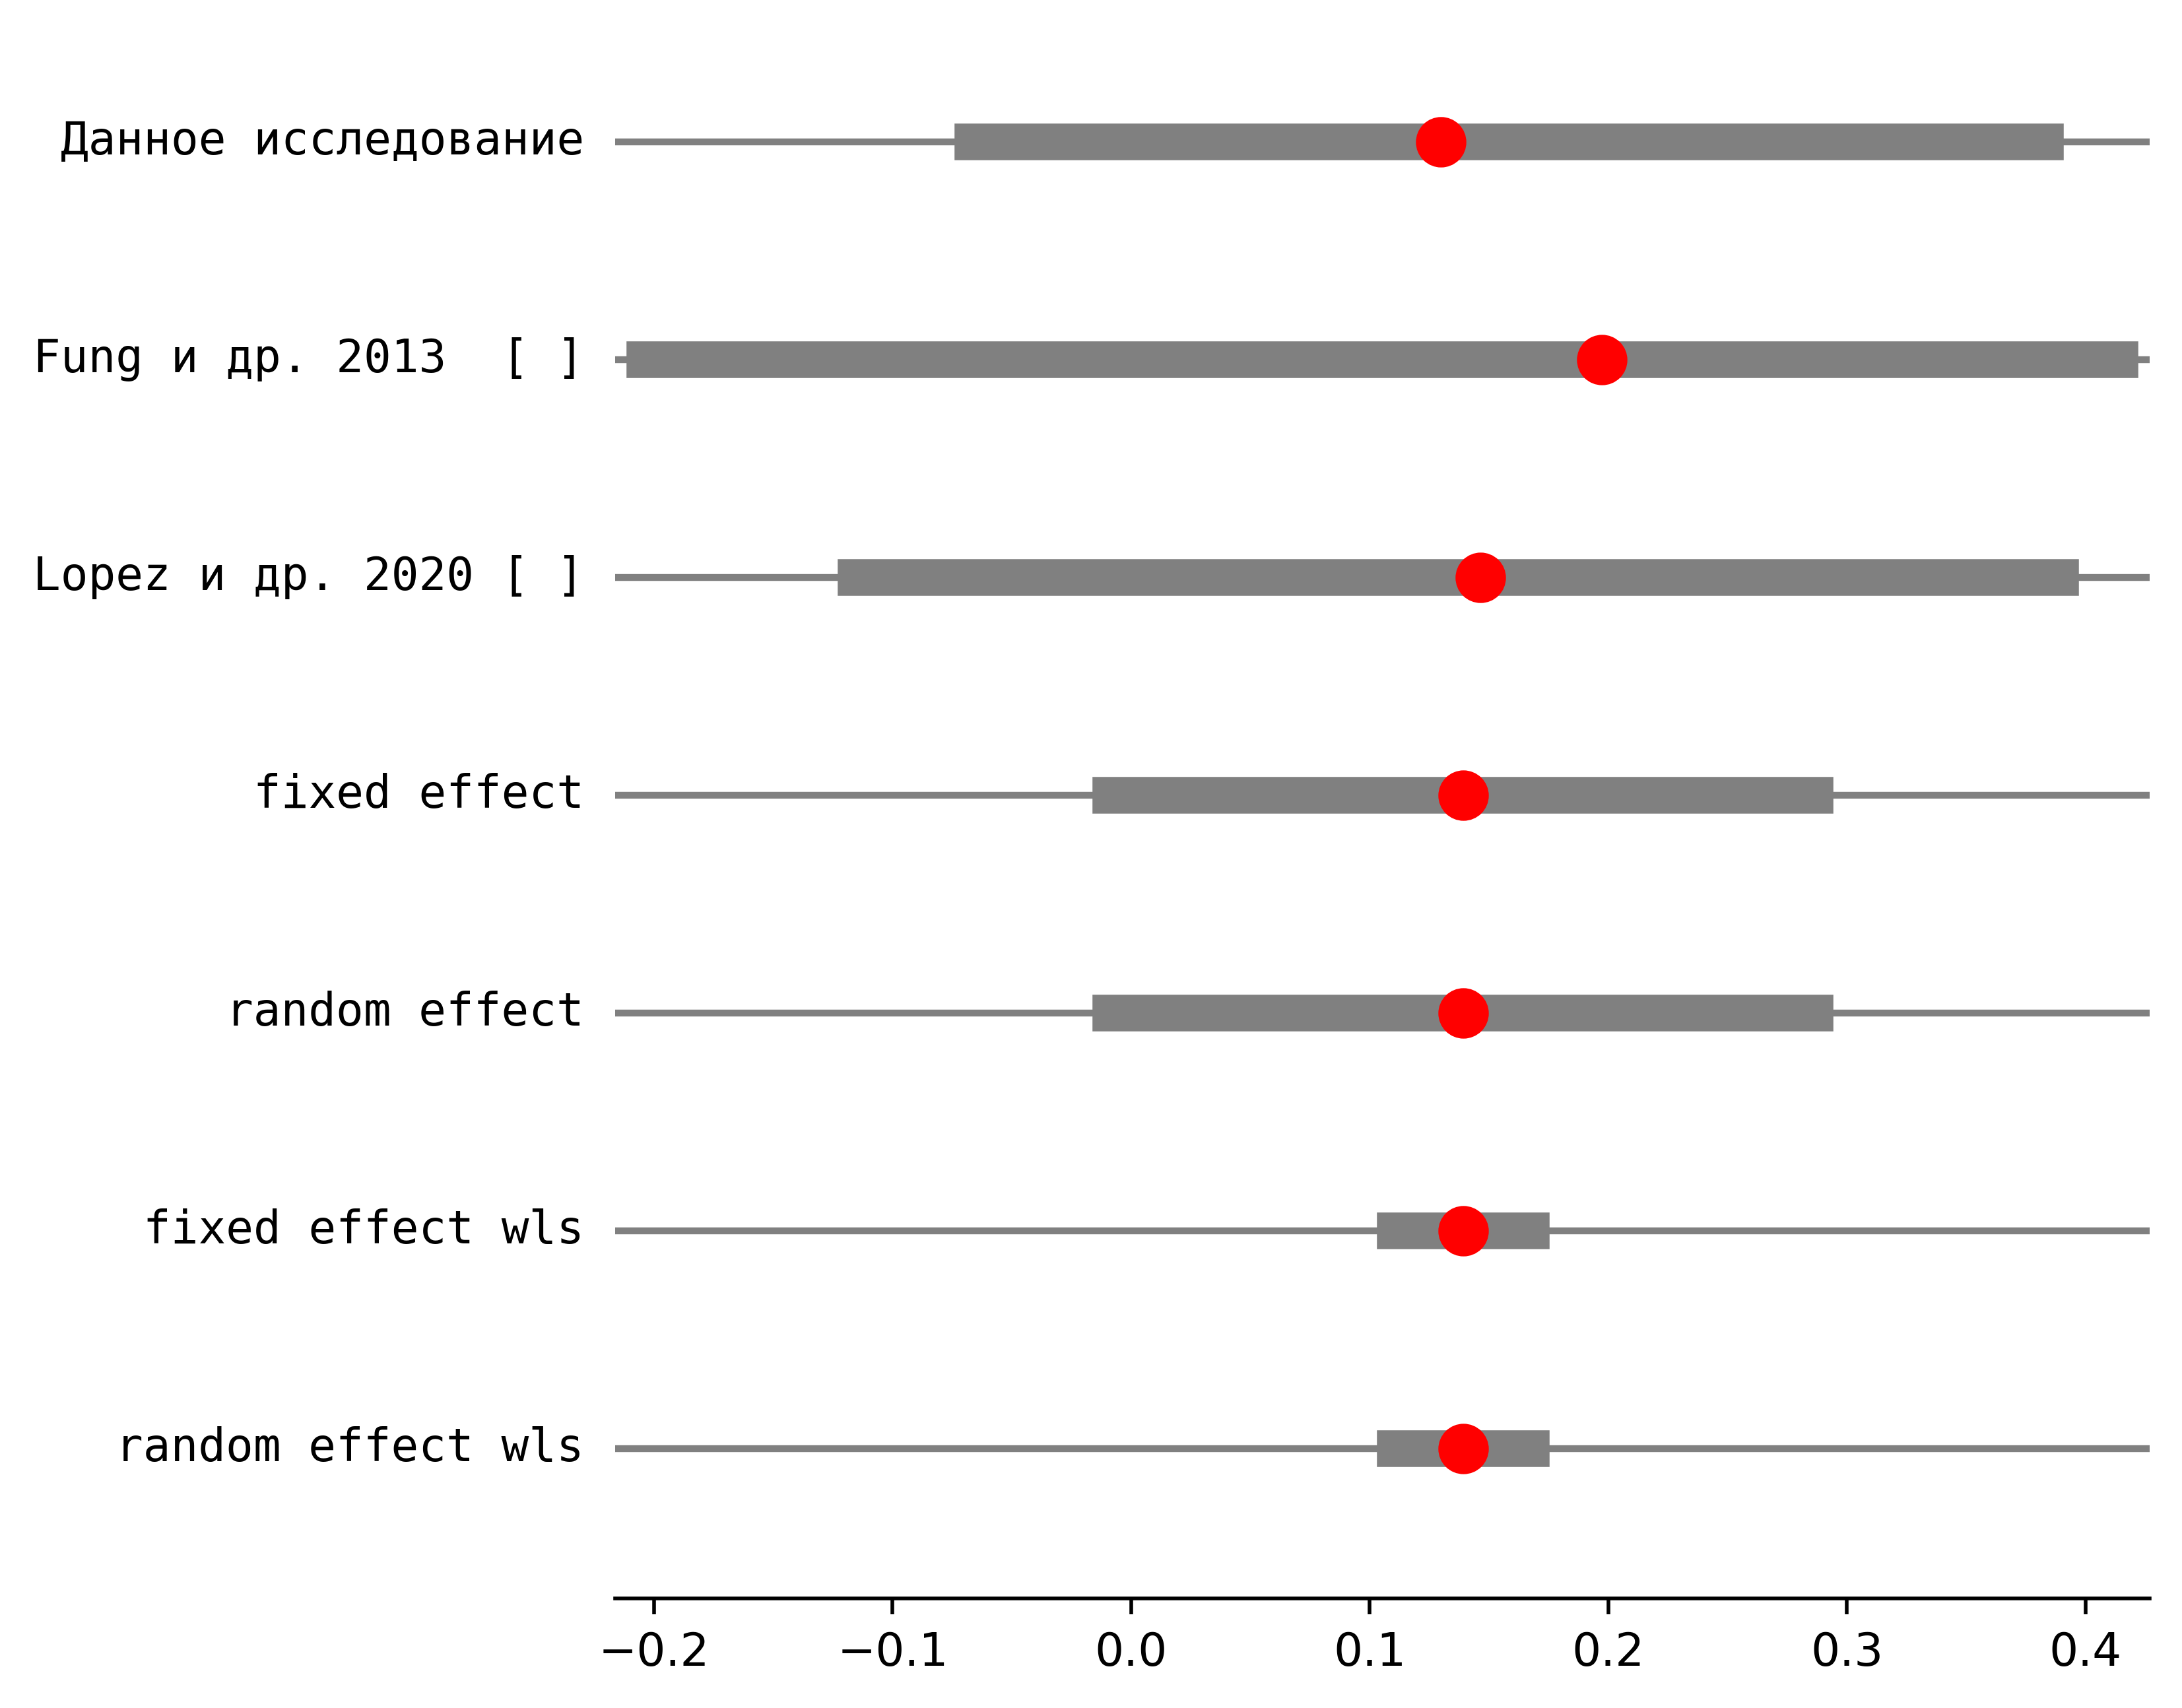 Данное исследование
Fung и др. 2013  [ ]
Lopez и др. 2020 [ ]
fixed effect
random effect
fixed effect wls
random effect wls
−0.2 −0.1 0.0 0.1 0.2 0.3 0.4